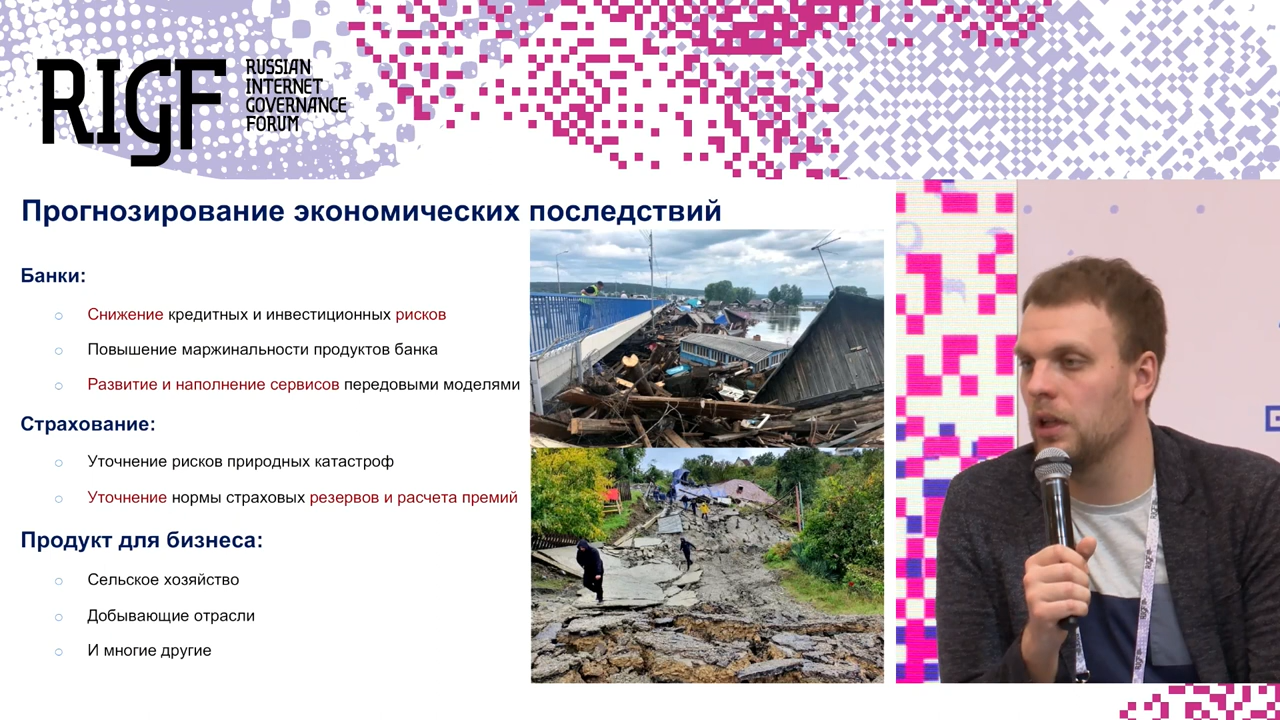 RIGF
RUSSIAN
INTERNET
GOVERNANCE
FORUM
Прогнозирование экономических последствий
Банки:
Снижение кредитных и инвестиционных рисков
Повышение маржинальности продуктов банка
Развитие и наполнение сервисов передовыми моделями
Страхование:
Уточнение рисков природных катастроф
Уточнение нормы страховых резервов и расчета премий
Продукт для бизнеса:
Сельское хозяйство
Добывающие отрасли
И многие другие